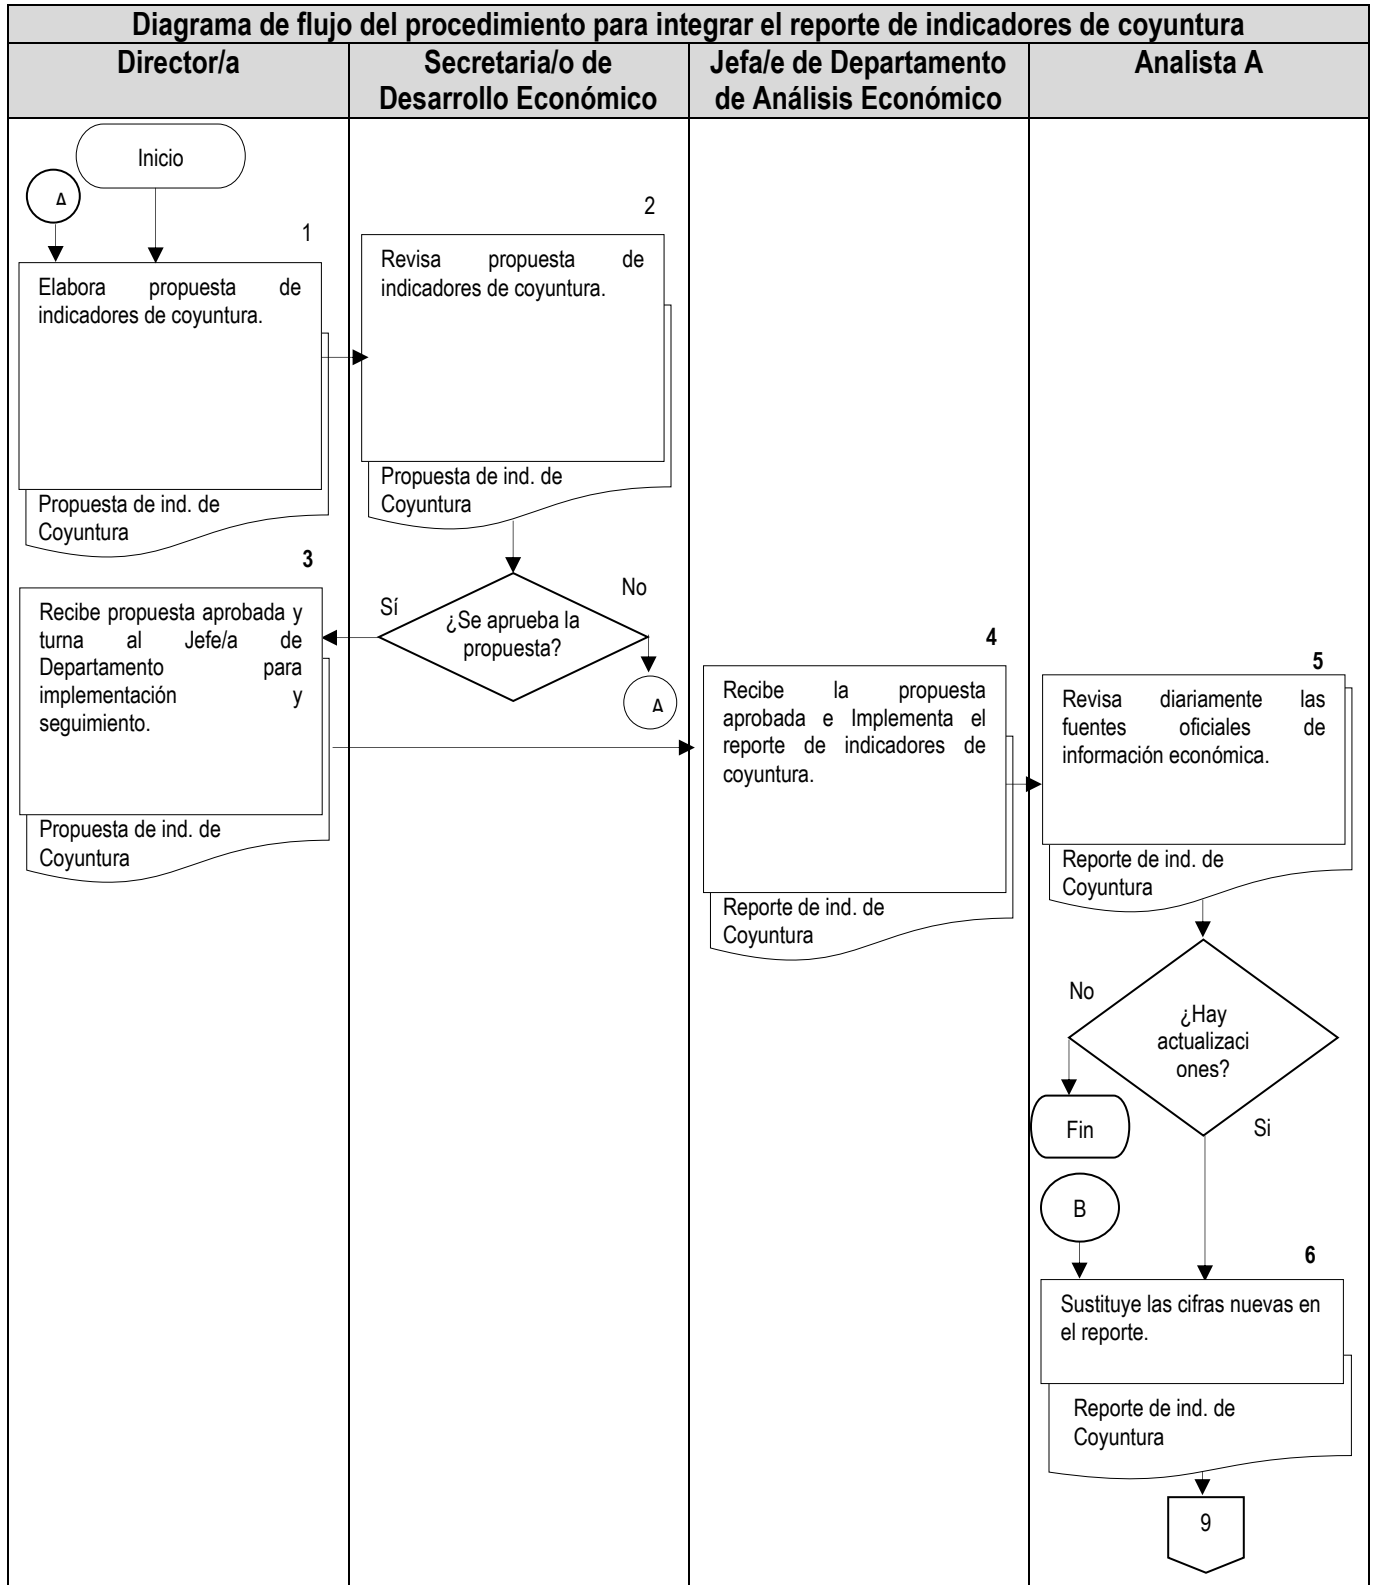 Diagrama de flujo del procedimiento para integrar el reporte de indicadores de coyuntura
Director/a
Secretaria/o de
Desarrollo Económico
Jefa/e de Departamento
de Análisis Económico
Analista A
Inicio
A
1
Elabora propuesta de
indicadores de coyuntura.
Propuesta de ind. de
Coyuntura
2
Revisa propuesta de
indicadores de coyuntura.
Propuesta de ind. de
Coyuntura
¿Se aprueba la
propuesta?
Sí
No
A
3
Recibe propuesta aprobada y
turna al Jefe/a de
Departamento para
implementación y
seguimiento.
Propuesta de ind. de
Coyuntura
4
Recibe la propuesta
aprobada e Implementa el
reporte de indicadores de
coyuntura.
Reporte de ind. de
Coyuntura
5
Revisa diariamente las
fuentes oficiales de
información económica.
Reporte de ind. de
Coyuntura
¿Hay
actualizaci
ones?
No
Fin
Si
B
6
Sustituye las cifras nuevas en
el reporte.
Reporte de ind. de
Coyuntura
9